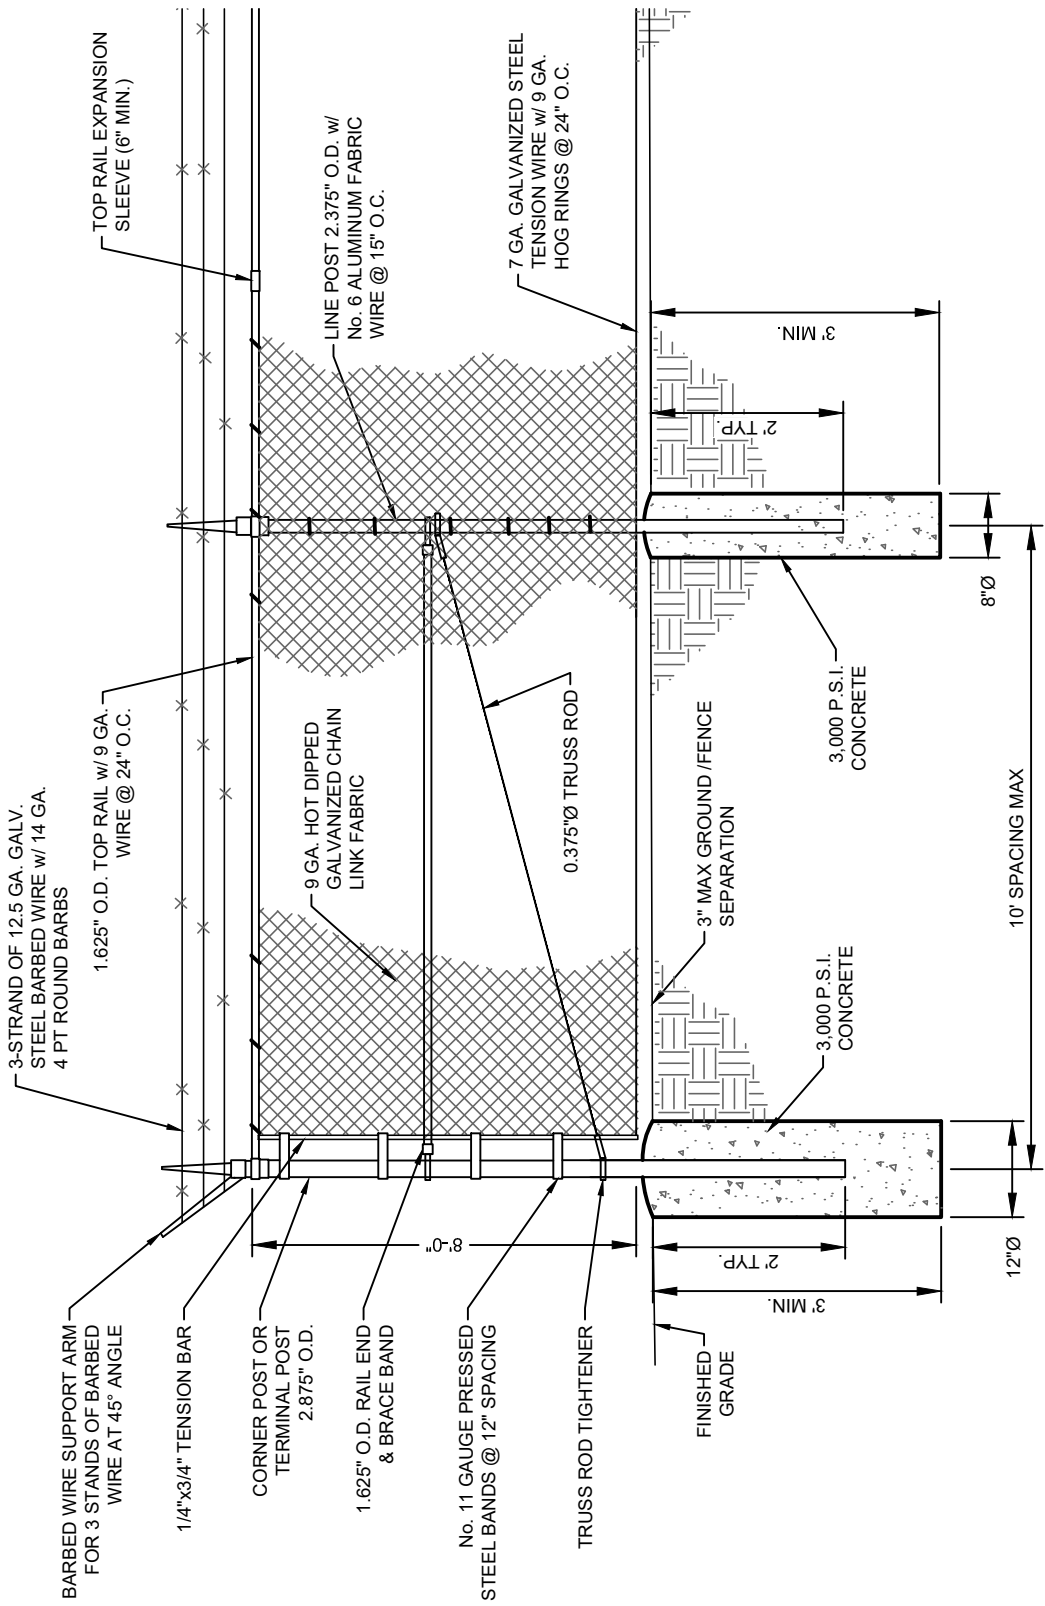 BARBED WIRE SUPPORT ARM
FOR 3 STANDS OF BARBED
WIRE AT 45° ANGLE
1/4"x3/4" TENSION BAR
CORNER POST OR
TERMINAL POST
2.875" O.D.
1.625" O.D. RAIL END
& BRACE BAND
No. 11 GAUGE PRESSED
STEEL BANDS @ 12" SPACING
TRUSS ROD TIGHTENER
FINISHED
GRADE
3-STRAND OF 12.5 GA. GALV.
STEEL BARBED WIRE w/ 14 GA.
4 PT ROUND BARBS
1.625" O.D. TOP RAIL w/ 9 GA.
WIRE @ 24" O.C.
TOP RAIL EXPANSION
SLEEVE (6" MIN.)
9 GA. HOT DIPPED
GALVANIZED CHAIN
LINK FABRIC
LINE POST 2.375" O.D. w/
No. 6 ALUMINUM FABRIC
WIRE @ 15" O.C.
0.375"Ø TRUSS ROD
7 GA. GALVANIZED STEEL
TENSION WIRE w/ 9 GA.
HOG RINGS @ 24" O.C.
3" MAX GROUND /FENCE
SEPARATION
3,000 P.S.I.
CONCRETE
3,000 P.S.I.
CONCRETE
8'-0"
2' TYP.
3' MIN.
2' TYP.
3' MIN.
12"Ø
10' SPACING MAX
8"Ø